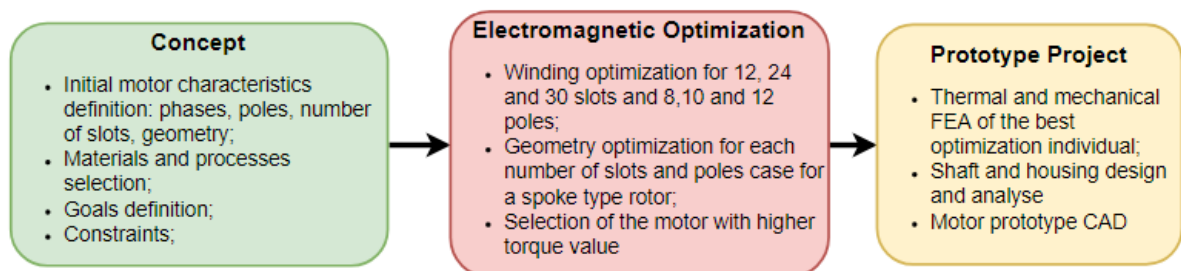 Concept
• Initial motor characteristics
definition: phases, poles, number
of slots, geometry;
• Materials and processes
selection;
• Goals definition;
• Constraints;
Electromagnetic Optimization
• Winding optimization for 12, 24
and 30 slots and 8,10 and 12
poles;
• Geometry optimization for each
number of slots and poles case for
a spoke type rotor;
• Selection of the motor with higher
torque value
Prototype Project
• Thermal and mechanical
FEA of the best
optimization individual;
• Shaft and housing design
and analyse
• Motor prototype CAD